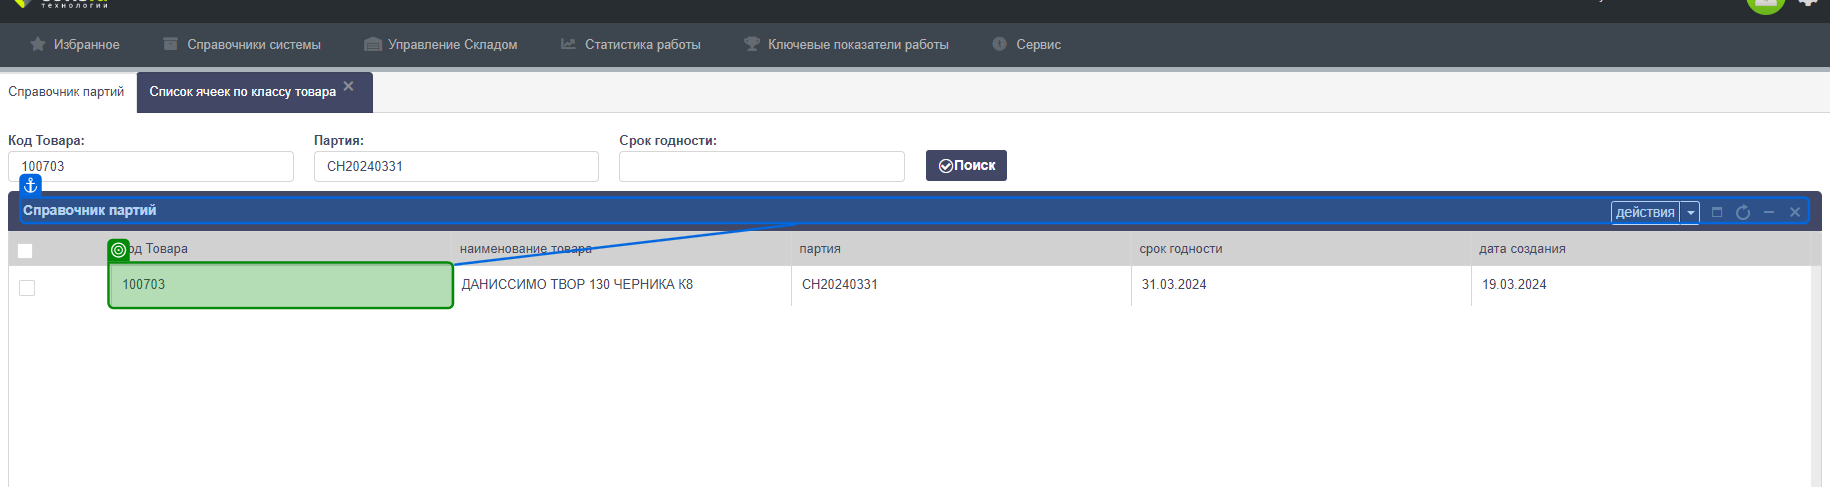 технологии
Избранное Справочники системы Управление Складом Статистика работы Ключевые показатели работы Сервис
Справочник партий Список ячеек по классу товара
Код Товара: Партия: Срок годности:
100703 CH20240331 Поиск
Справочник партий действия
Товара наименование товара партия срок годности дата создания
100703 ДАНИССИМО ТВОР 130 ЧЕРНИКА К8 CH20240331 31.03.2024 19.03.2024